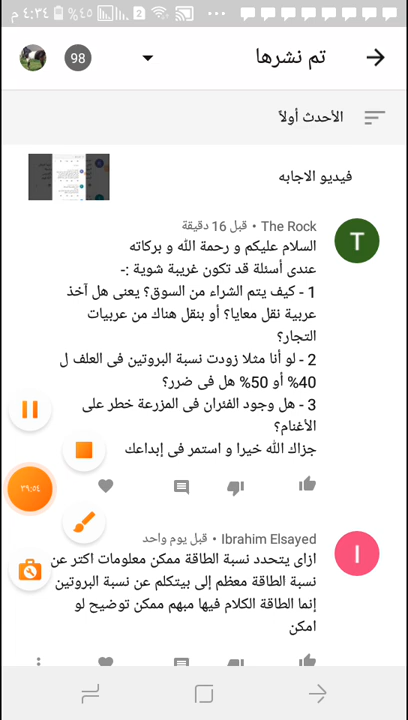 ٤:٣٤ م %٤٥ 2
تم نشرها
98
الأحدث أولاً
فيديو الاجابه
The Rock • قبل 16 دقيقة
السلام عليكم و رحمة الله و بركاته
عندى أسئلة قد تكون غريبة شوية :-
1 - كيف يتم الشراء من السوق؟ يعنى هل آخذ
عربية نقل معايا؟ أو بنقل هناك من عربيات
التجار؟
2 - لو أنا مثلا زودت نسبة البروتين فى العلف ل
40% أو 50% هل فى ضرر؟
3 - هل وجود الفئران فى المزرعة خطر على
الأغنام؟
جزاك الله خيرا و استمر فى إبداعك
T
٣٩:٥٤
Ibrahim Elsayed • قبل يوم واحد
ازاى يتحدد نسبة الطاقة ممكن معلومات اكتر عن
نسبة الطاقة معظم إلى بيتكلم عن نسبة البروتين
إنما الطاقة الكلام فيها مبهم ممكن توضيح لو
امكن
I